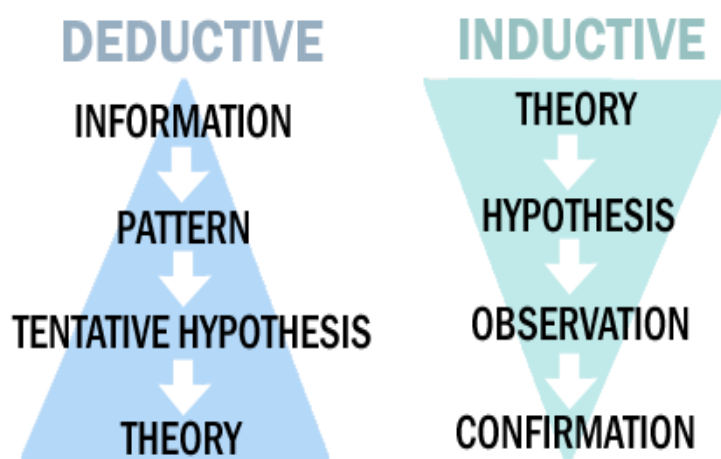 DEDUCTIVE
INFORMATION
PATTERN
TENTATIVE HYPOTHESIS
THEORY
INDUCTIVE
THEORY
HYPOTHESIS
OBSERVATION
CONFIRMATION